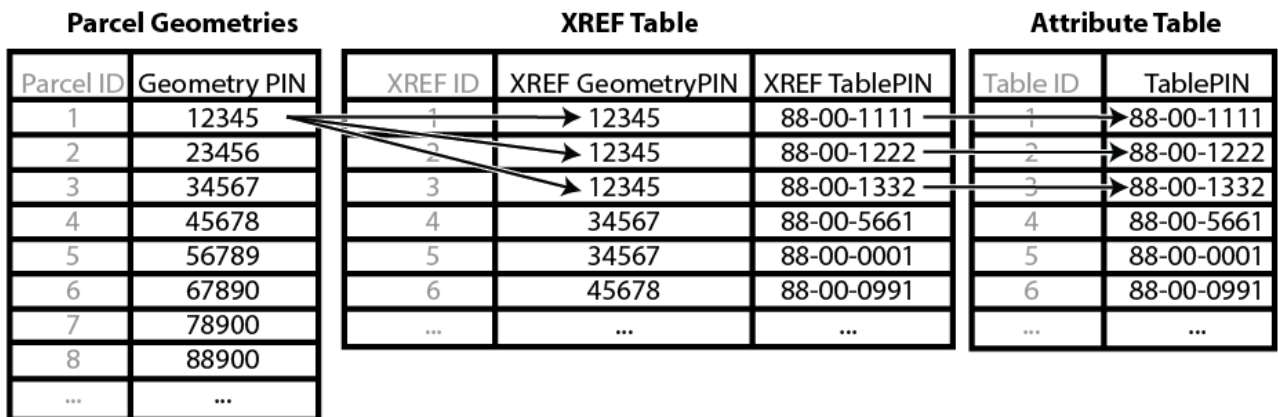 Parcel Geometries XREF Table Attribute Table
Parcel ID Geometry PIN XREF ID XREF GeometryPIN XREF TablePIN Table ID TablePIN
1 12345 1 12345 88-00-1111 1 88-00-1111
2 23456 2 12345 88-00-1222 2 88-00-1222
3 34567 3 12345 88-00-1332 3 88-00-1332
4 45678 4 34567 88-00-5661 4 88-00-5661
5 56789 5 34567 88-00-0001 5 88-00-0001
6 67890 6 45678 88-00-0991 6 88-00-0991
7 78900 ... ... ... ... ...
8 88900
... ...